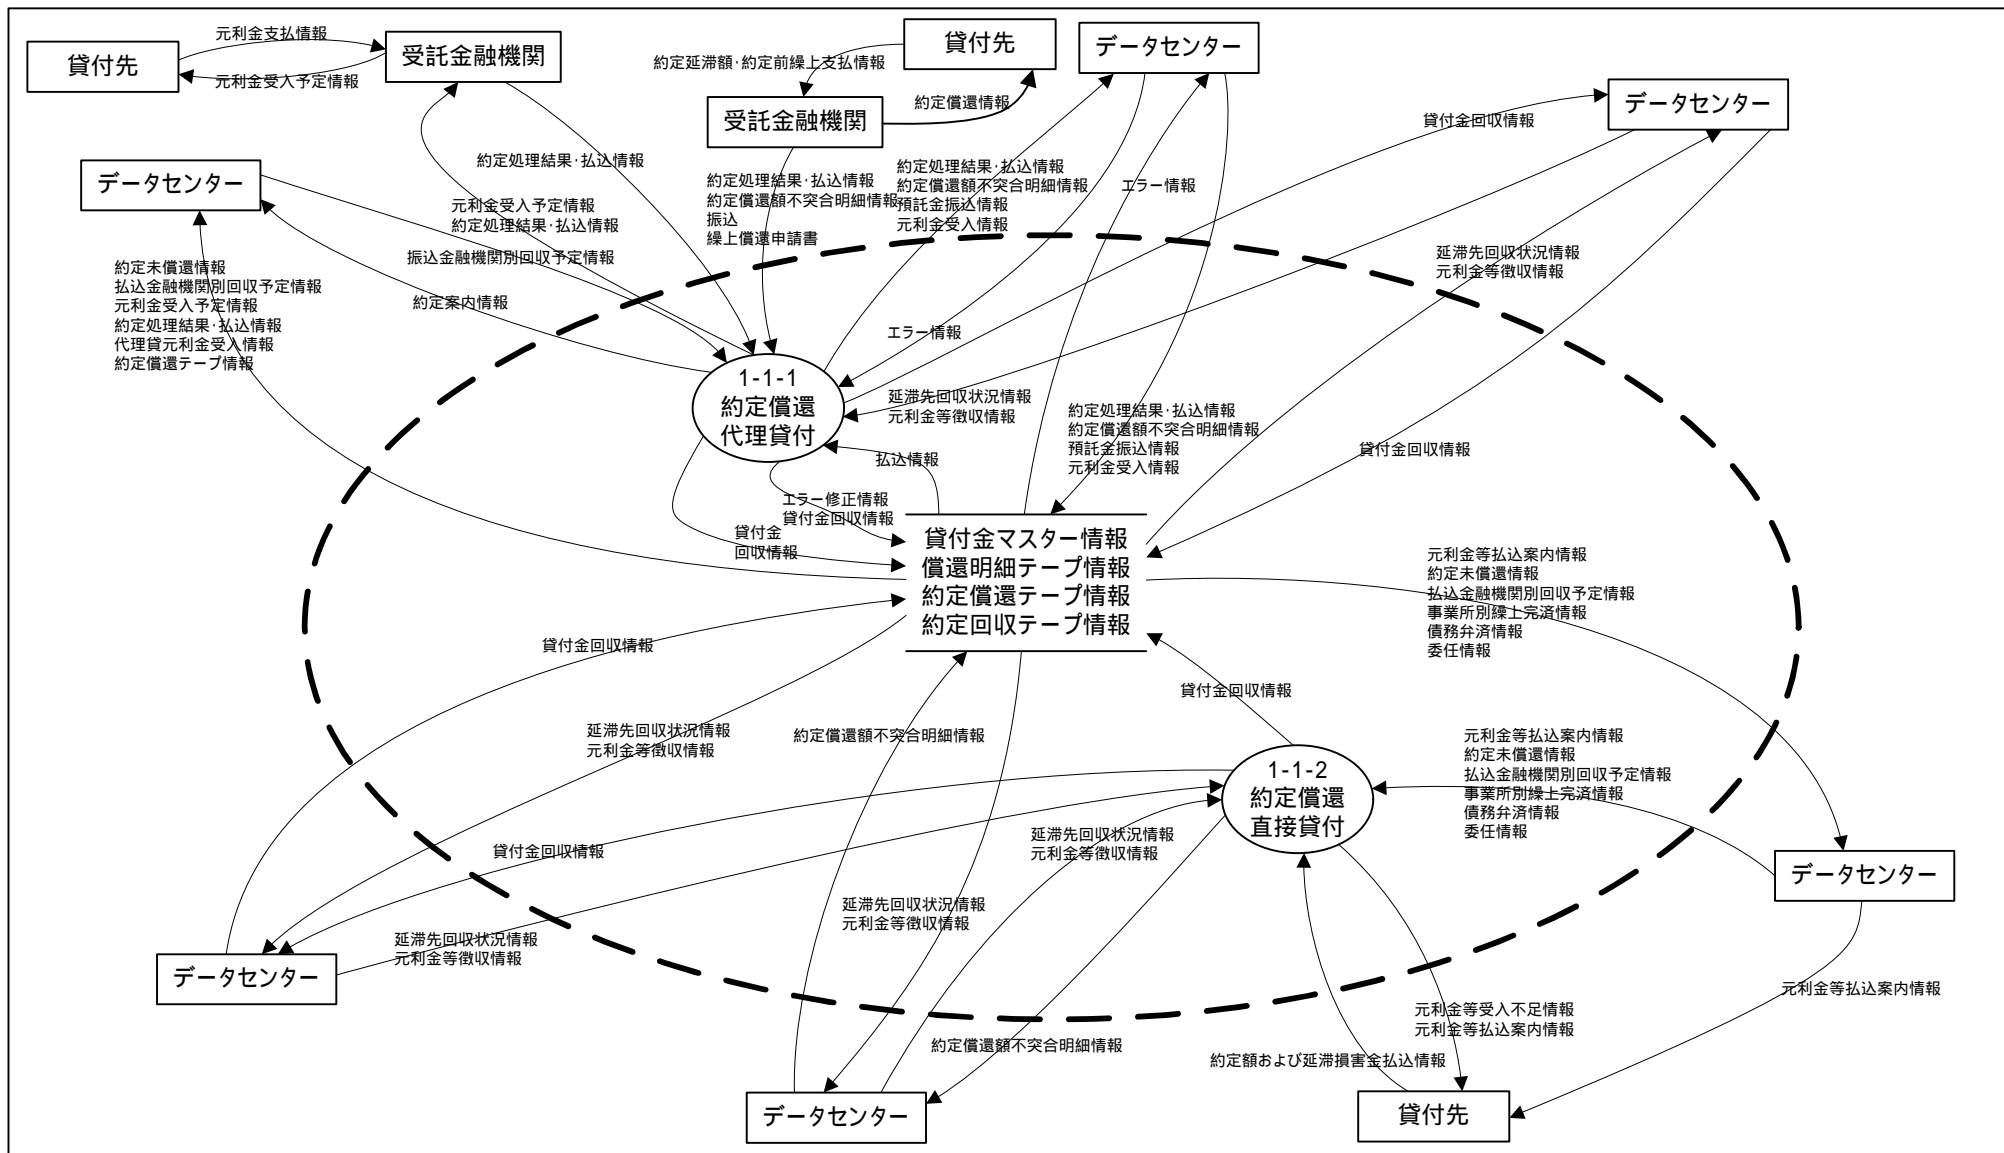 元利金支払情報
貸付先
受託金融機関
元利金受入予定情報
貸付先
約定延滞額・約定前繰上支払情報
受託金融機関
約定償還情報
データセンター
データセンター
貸付金回収情報
データセンター
約定処理結果・払込情報
元利金受入予定情報
約定処理結果・払込情報
振込金融機関別回収予定情報
約定案内情報
約定処理結果・払込情報
約定償還額不突合明細情報
振込
繰上償還申請書
約定処理結果・払込情報
約定償還額不突合明細情報
預託金振込情報
元利金受入情報
エラー情報
延滞先回収状況情報
元利金等徴収情報
約定未償還情報
払込金融機関別回収予定情報
元利金受入予定情報
約定処理結果・払込情報
代理貸元利金受入情報
約定償還テープ情報
エラー情報
1-1-1
約定償還
代理貸付
延滞先回収状況情報
元利金等徴収情報
約定処理結果・払込情報
約定償還額不突合明細情報
預託金振込情報
元利金受入情報
貸付金回収情報
払込情報
エラー修正情報
貸付金回収情報
貸付金
回収情報
貸付金マスター情報
償還明細テープ情報
約定償還テープ情報
約定回収テープ情報
元利金等払込案内情報
約定未償還情報
払込金融機関別回収予定情報
事業所別繰上完済情報
債務弁済情報
委任情報
貸付金回収情報
貸付金回収情報
延滞先回収状況情報
元利金等徴収情報
約定償還額不突合明細情報
1-1-2
約定償還
直接貸付
元利金等払込案内情報
約定未償還情報
払込金融機関別回収予定情報
事業所別繰上完済情報
債務弁済情報
委任情報
貸付金回収情報
延滞先回収状況情報
元利金等徴収情報
データセンター
延滞先回収状況情報
元利金等徴収情報
延滞先回収状況情報
元利金等徴収情報
データセンター
元利金等払込案内情報
元利金等受入不足情報
元利金等払込案内情報
約定償還額不突合明細情報
約定額および延滞損害金払込情報
データセンター
貸付先